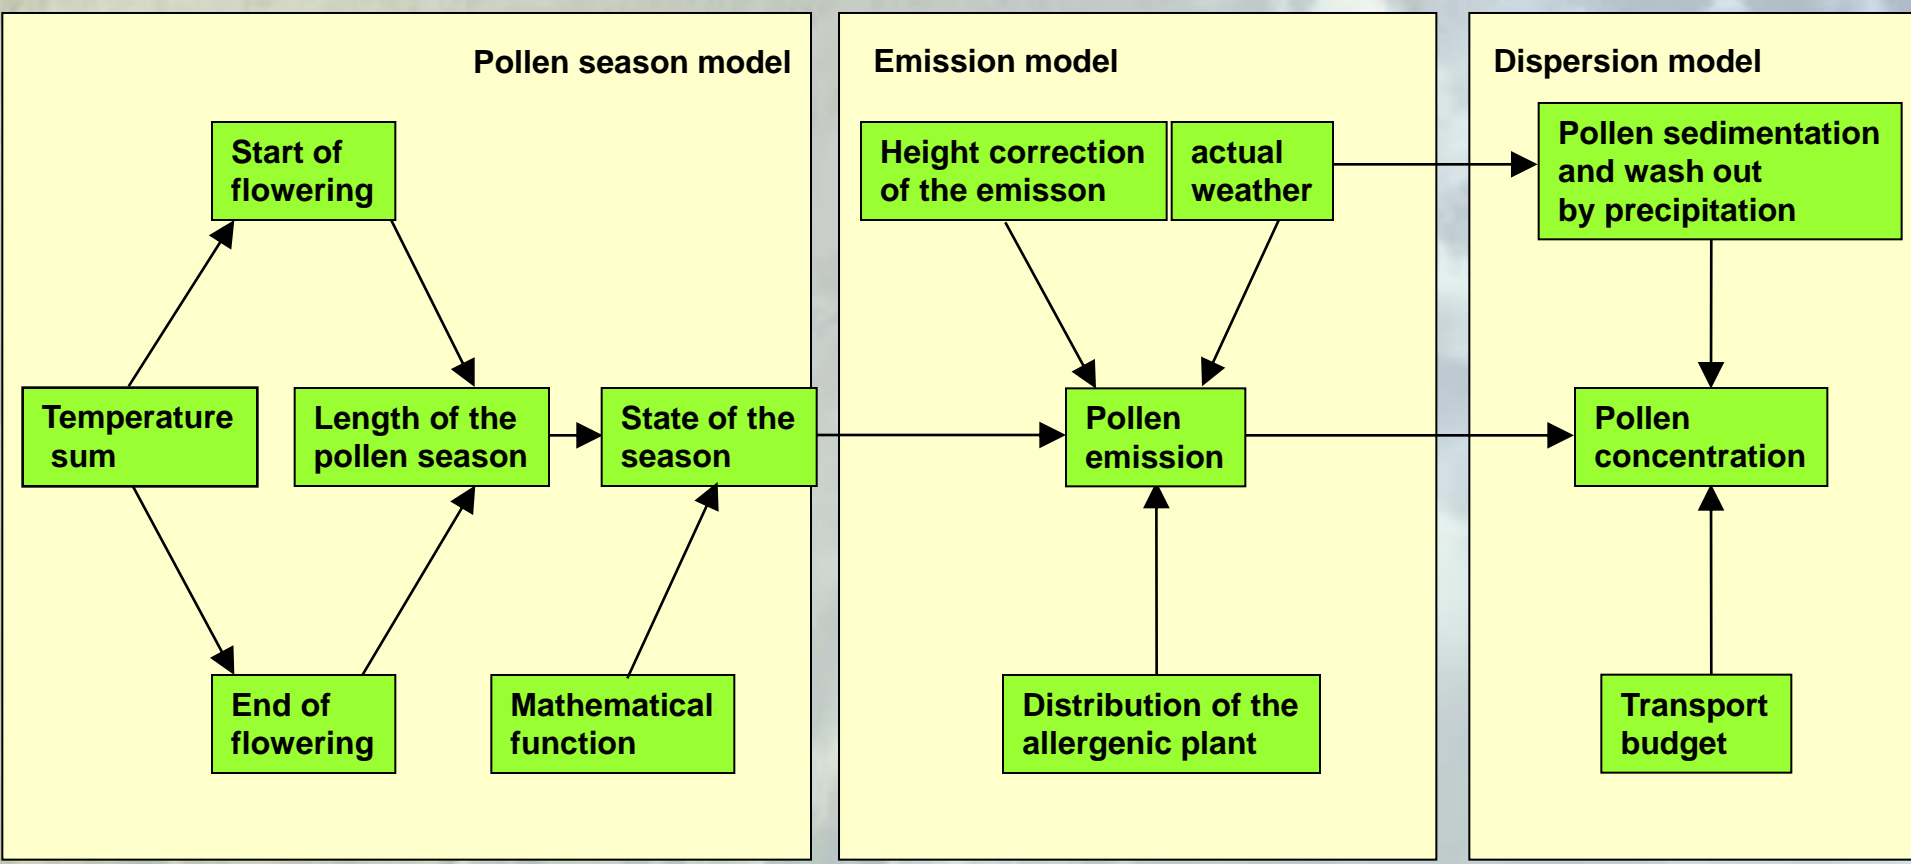 Pollen season model
Start of
flowering
Temperature
sum
Length of the
pollen season
State of the
season
End of
flowering
Mathematical
function
Emission model
Height correction
of the emisson
actual
weather
Pollen
emission
Distribution of the
allergenic plant
Dispersion model
Pollen sedimentation
and wash out
by precipitation
Pollen
concentration
Transport
budget